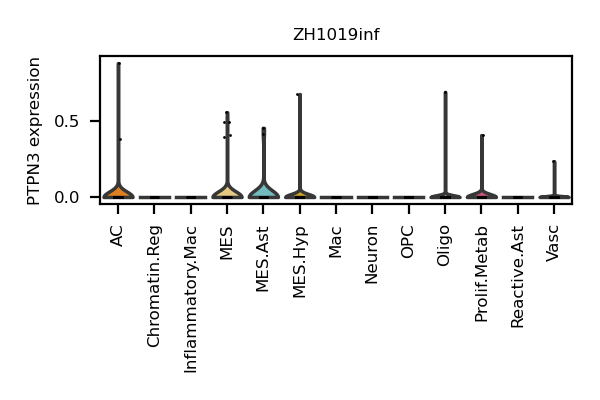 ZH1019inf
PTPN3 expression
0.5
0.0
AC
Chromatin.Reg
Inflammatory.Mac
MES
MES.Ast
MES.Hyp
Mac
Neuron
OPC
Oligo
Prolif.Metab
Reactive.Ast
Vasc